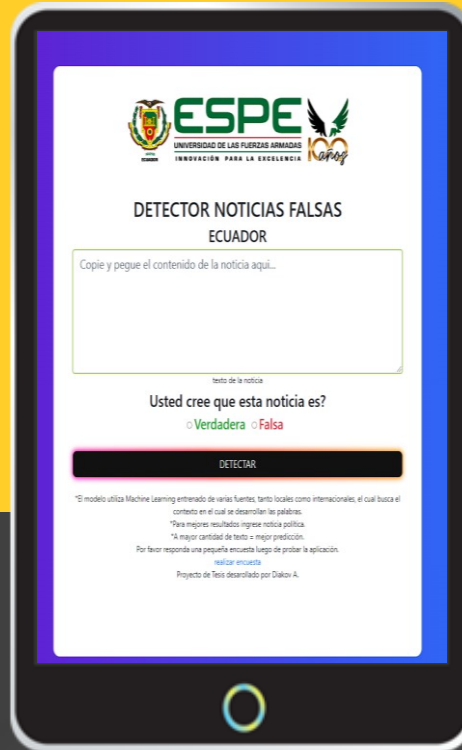 ESPE
UNIVERSIDAD DE LAS FUERZAS ARMADAS
INNOVACIÓN PARA LA EXCELENCIA
100 años
ECUADOR
DETECTOR NOTICIAS FALSAS
ECUADOR
Copie y pegue el contenido de la noticia aqui...
texto de la noticia
Usted cree que esta noticia es?
Verdadera Falsa
DETECTAR
*El modelo utiliza Machine Learning entrenado de varias fuentes, tanto locales como internacionales, el cual busca el
contexto en el cual se desarrollan las palabras.
*Para mejores resultados ingrese noticia política.
*A mayor cantidad de texto = mejor predicción.
Por favor responda una pequeña encuesta luego de probar la aplicación.
realizar encuesta
Proyecto de Tesis desarollado por Diakov A.